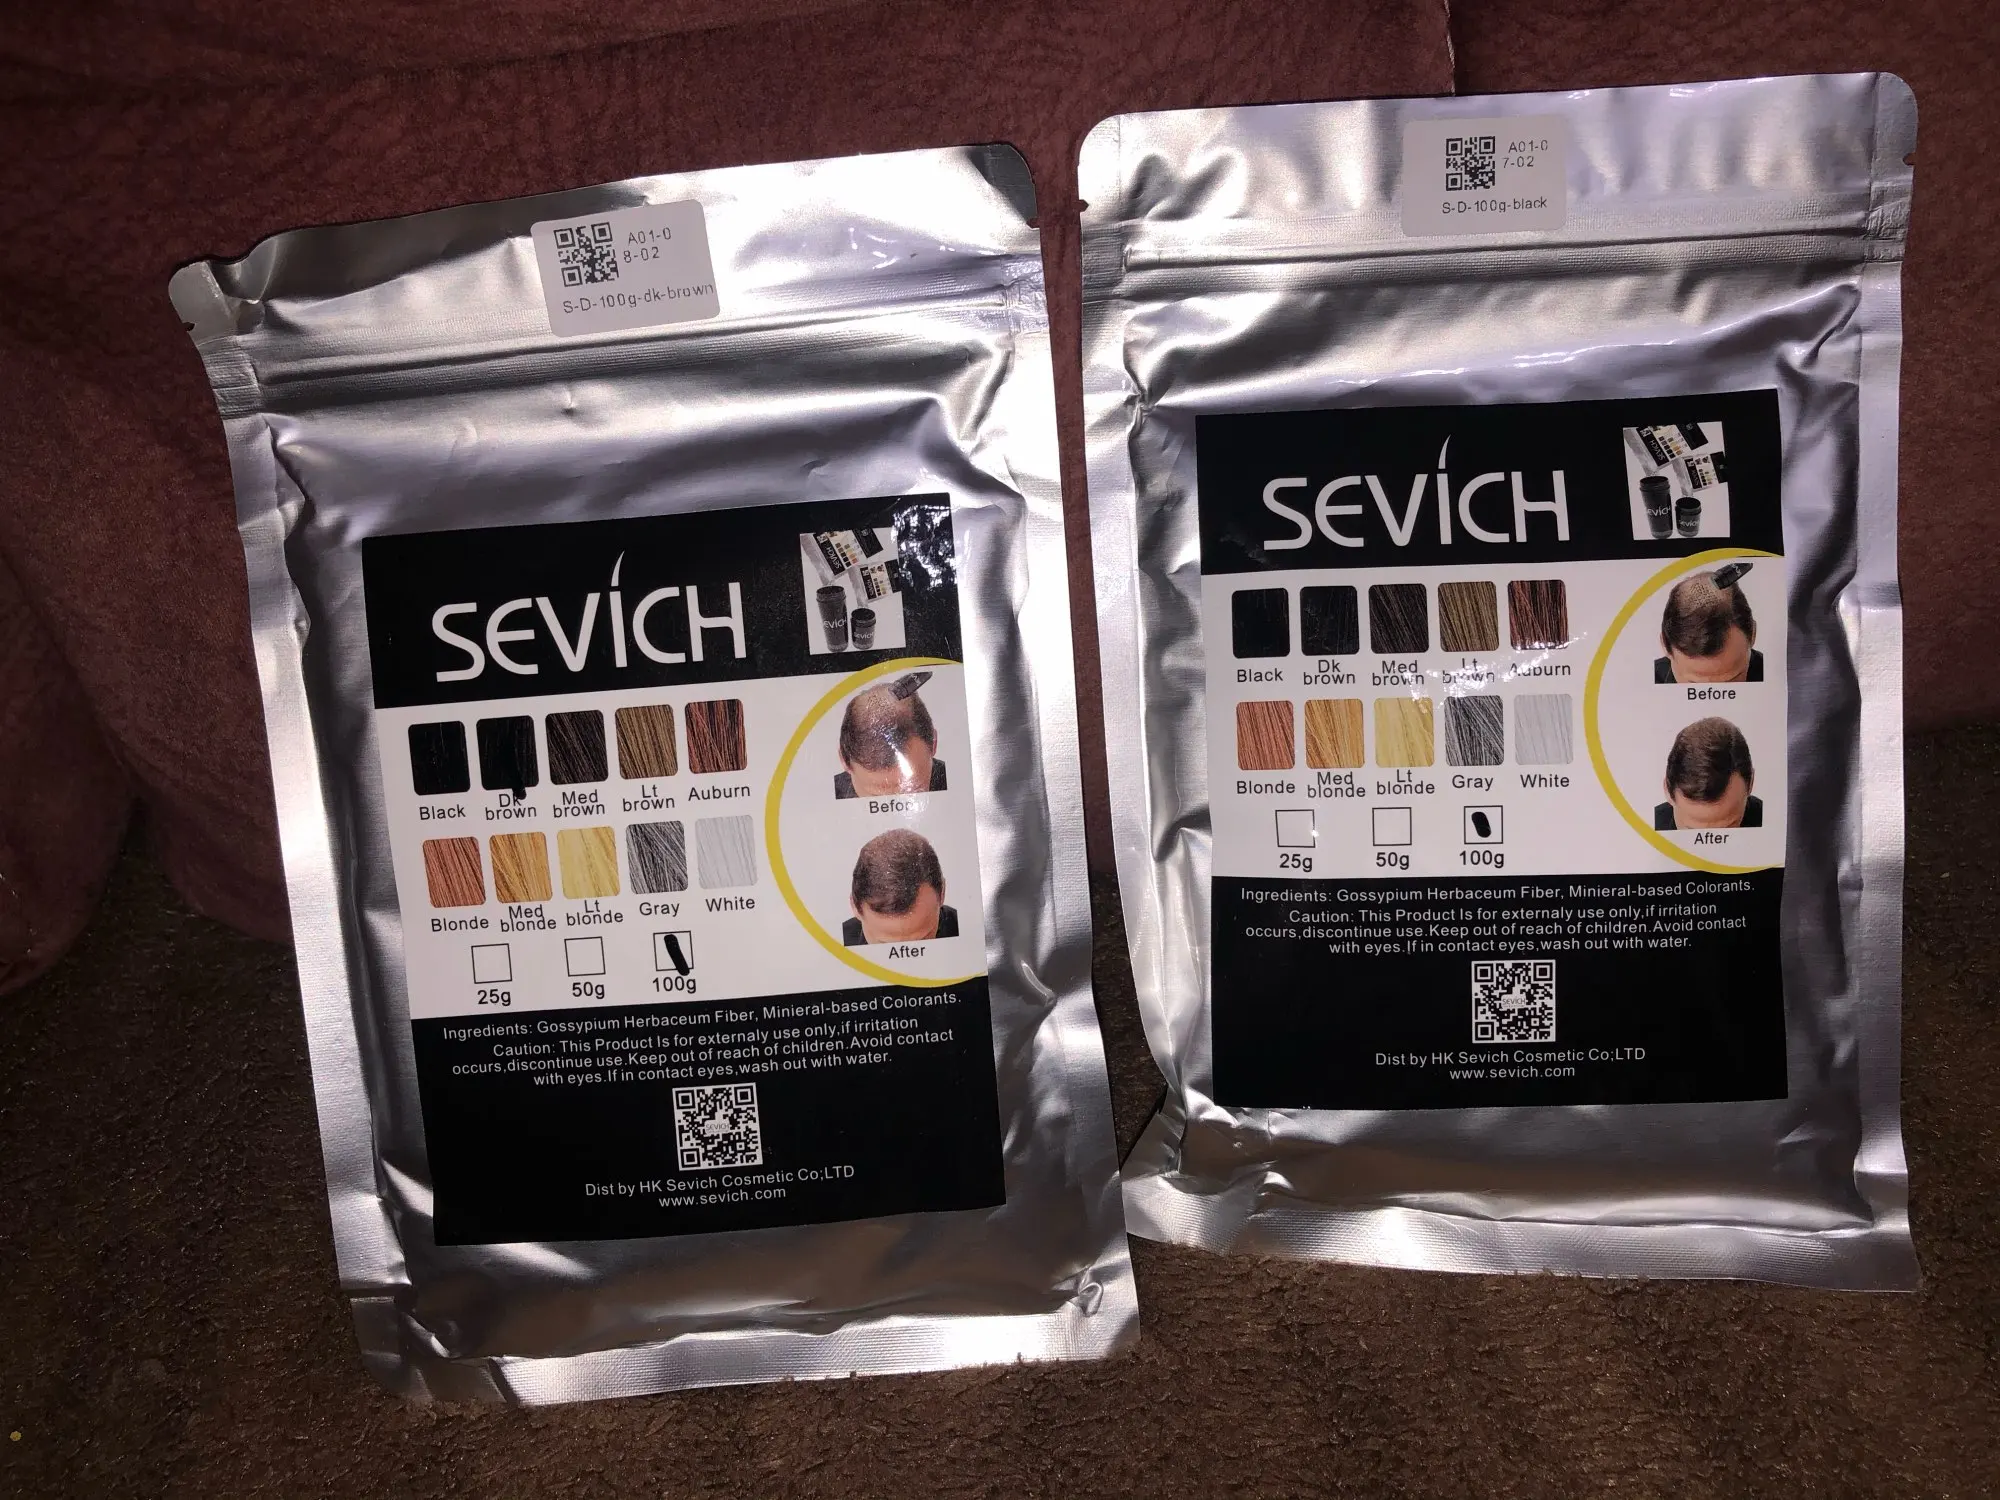 A01-0
8-02
S-D-100g-dk-brown
SEVICH
Black
Dk
brown
Med
brown
Lt
brown
Auburn
Blonde
Med
blonde
Lt
blonde
Gray
White
Before
After
25g
50g
100g
Ingredients: Gossypium Herbaceum Fiber, Minieral-based Colorants.
Caution: This Product Is for externaly use only,if irritation
occurs,discontinue use.Keep out of reach of children.Avoid contact
with eyes.If in contact eyes,wash out with water.
SEVICH
Dist by HK Sevich Cosmetic Co;LTD
www.sevich.com
A01-0
7-02
S-D-100g-black
SEVICH
Black
Dk
brown
Med
brown
Lt
brown
Auburn
Blonde
Med
blonde
Lt
blonde
Gray
White
Before
After
25g
50g
100g
Ingredients: Gossypium Herbaceum Fiber, Minieral-based Colorants.
Caution: This Product Is for externaly use only,if irritation
occurs,discontinue use.Keep out of reach of children.Avoid contact
with eyes.If in contact eyes,wash out with water.
SEVICH
Dist by HK Sevich Cosmetic Co;LTD
www.sevich.com